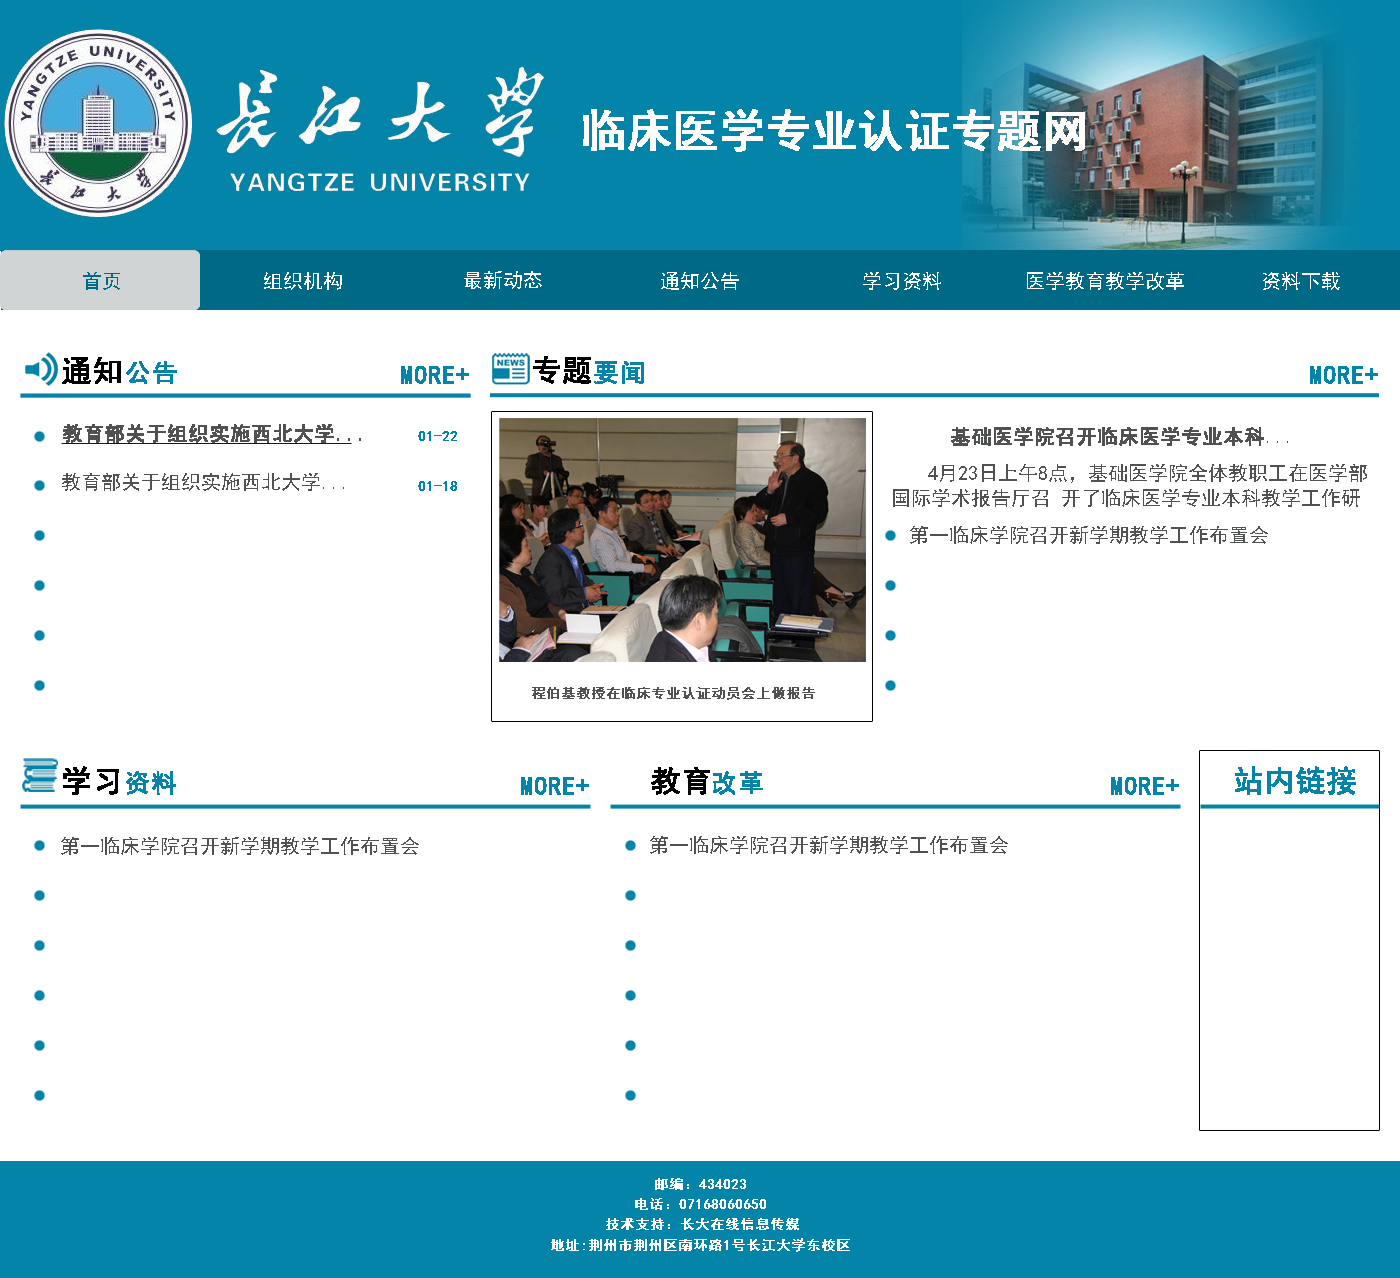 YANGTZE UNIVERSITY
长江大学
长江大学
YANGTZE UNIVERSITY
临床医学专业认证专题网
首页
组织机构
最新动态
通知公告
学习资料
医学教育教学改革
资料下载
通知公告
MORE+
教育部关于组织实施西北大学...
01-22
教育部关于组织实施西北大学...
01-18
NEWS
专题要闻
MORE+
程伯基教授在临床专业认证动员会上做报告
基础医学院召开临床医学专业本科...
4月23日上午8点，基础医学院全体教职工在医学部
国际学术报告厅召 开了临床医学专业本科教学工作研
第一临床学院召开新学期教学工作布置会
学习资料
MORE+
第一临床学院召开新学期教学工作布置会
教育改革
MORE+
第一临床学院召开新学期教学工作布置会
站内链接
邮编：434023
电话：07168060650
技术支持：长大在线信息传媒
地址:荆州市荆州区南环路1号长江大学东校区